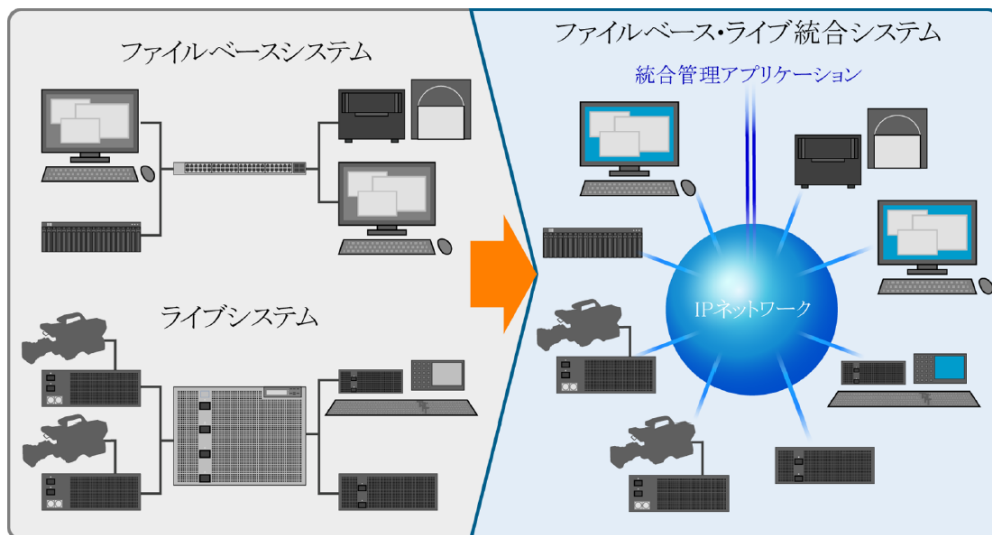 ファイルベースシステム
ライブシステム
ファイルベース・ライブ統合システム
統合管理アプリケーション
IPネットワーク